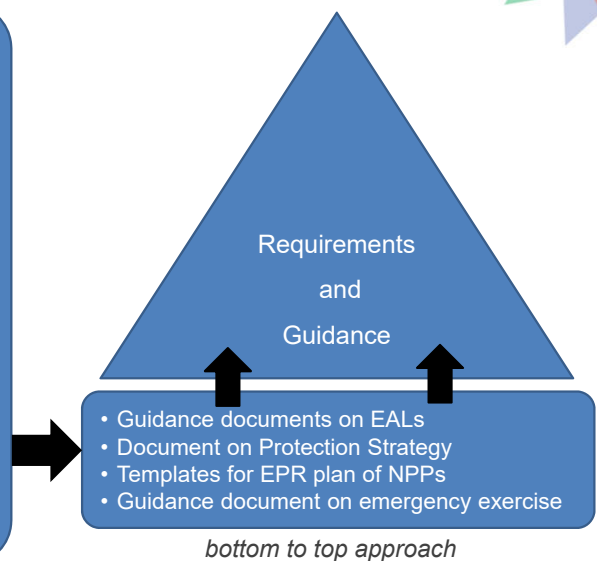 Requirements
and
Guidance
• Guidance documents on EALs
• Document on Protection Strategy
• Templates for EPR plan of NPPs
• Guidance document on emergency exercise
bottom to top approach